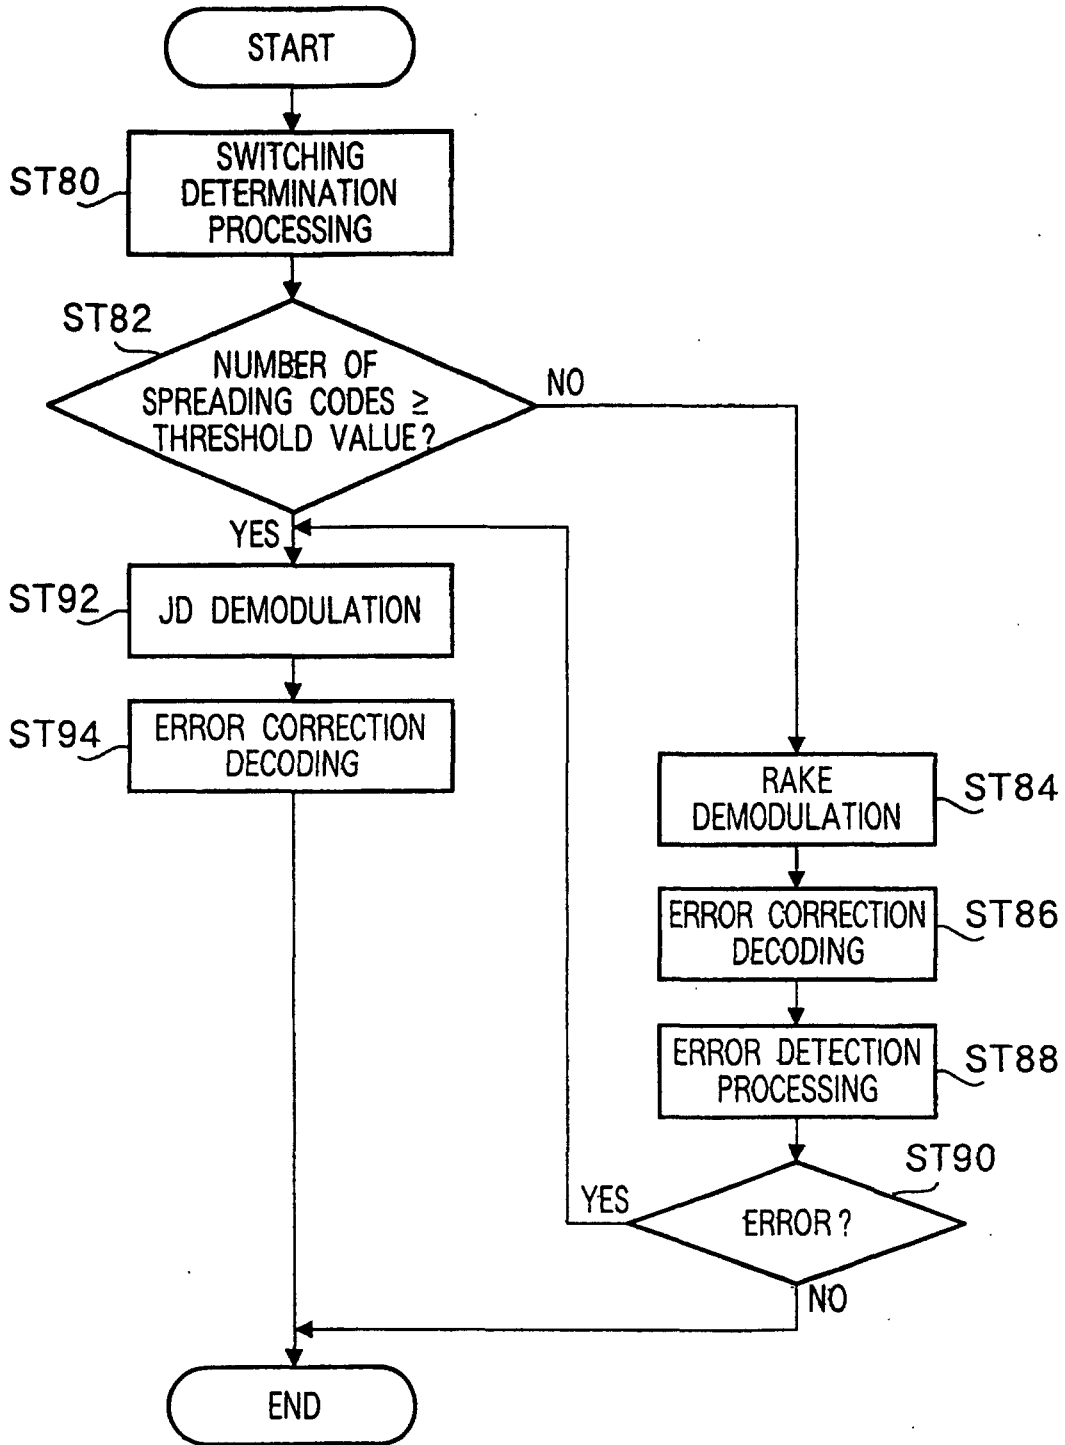 START
ST80
SWITCHING
DETERMINATION
PROCESSING
ST82
NUMBER OF
SPREADING CODES ≥
THRESHOLD VALUE?
NO
YES
ST92
JD DEMODULATION
ST94
ERROR CORRECTION
DECODING
RAKE
DEMODULATION
ST84
ERROR CORRECTION
DECODING
ST86
ERROR DETECTION
PROCESSING
ST88
ST90
YES
ERROR?
NO
END